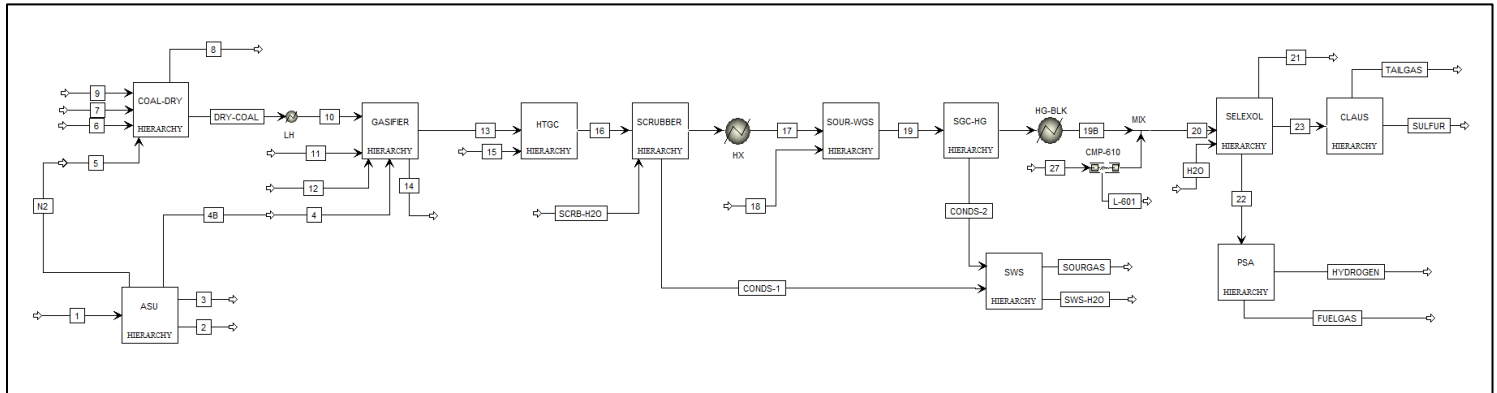 8
9
7
6
COAL-DRY
HIERARCHY
DRY-COAL
LH
10
5
N2
11
12
GASIFIER
HIERARCHY
14
4B
4
1
ASU
HIERARCHY
3
2
13
15
HTGC
HIERARCHY
16
SCRUBBER
HIERARCHY
SCRB-H2O
CONDS-1
HX
17
18
SOUR-WGS
HIERARCHY
19
SGC-HG
HIERARCHY
CONDS-2
SWS
HIERARCHY
SOURGAS
SWS-H2O
HG-BLK
19B
MIX
27
CMP-610
L-601
20
H2O
SELEXOL
HIERARCHY
21
23
22
CLAUS
HIERARCHY
TAILGAS
SULFUR
PSA
HIERARCHY
HYDROGEN
FUELGAS